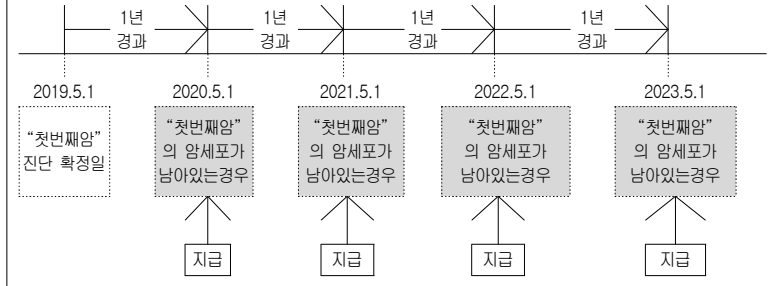 1년 1년 1년 1년
경과 경과 경과 경과
2019.5.1 2020.5.1 2021.5.1 2022.5.1 2023.5.1
“첫번째암”
진단 확정일
“첫번째암”
의 암세포가
남아있는경우
“첫번째암”
의 암세포가
남아있는경우
“첫번째암”
의 암세포가
남아있는경우
“첫번째암”
의 암세포가
남아있는경우
지급 지급 지급 지급